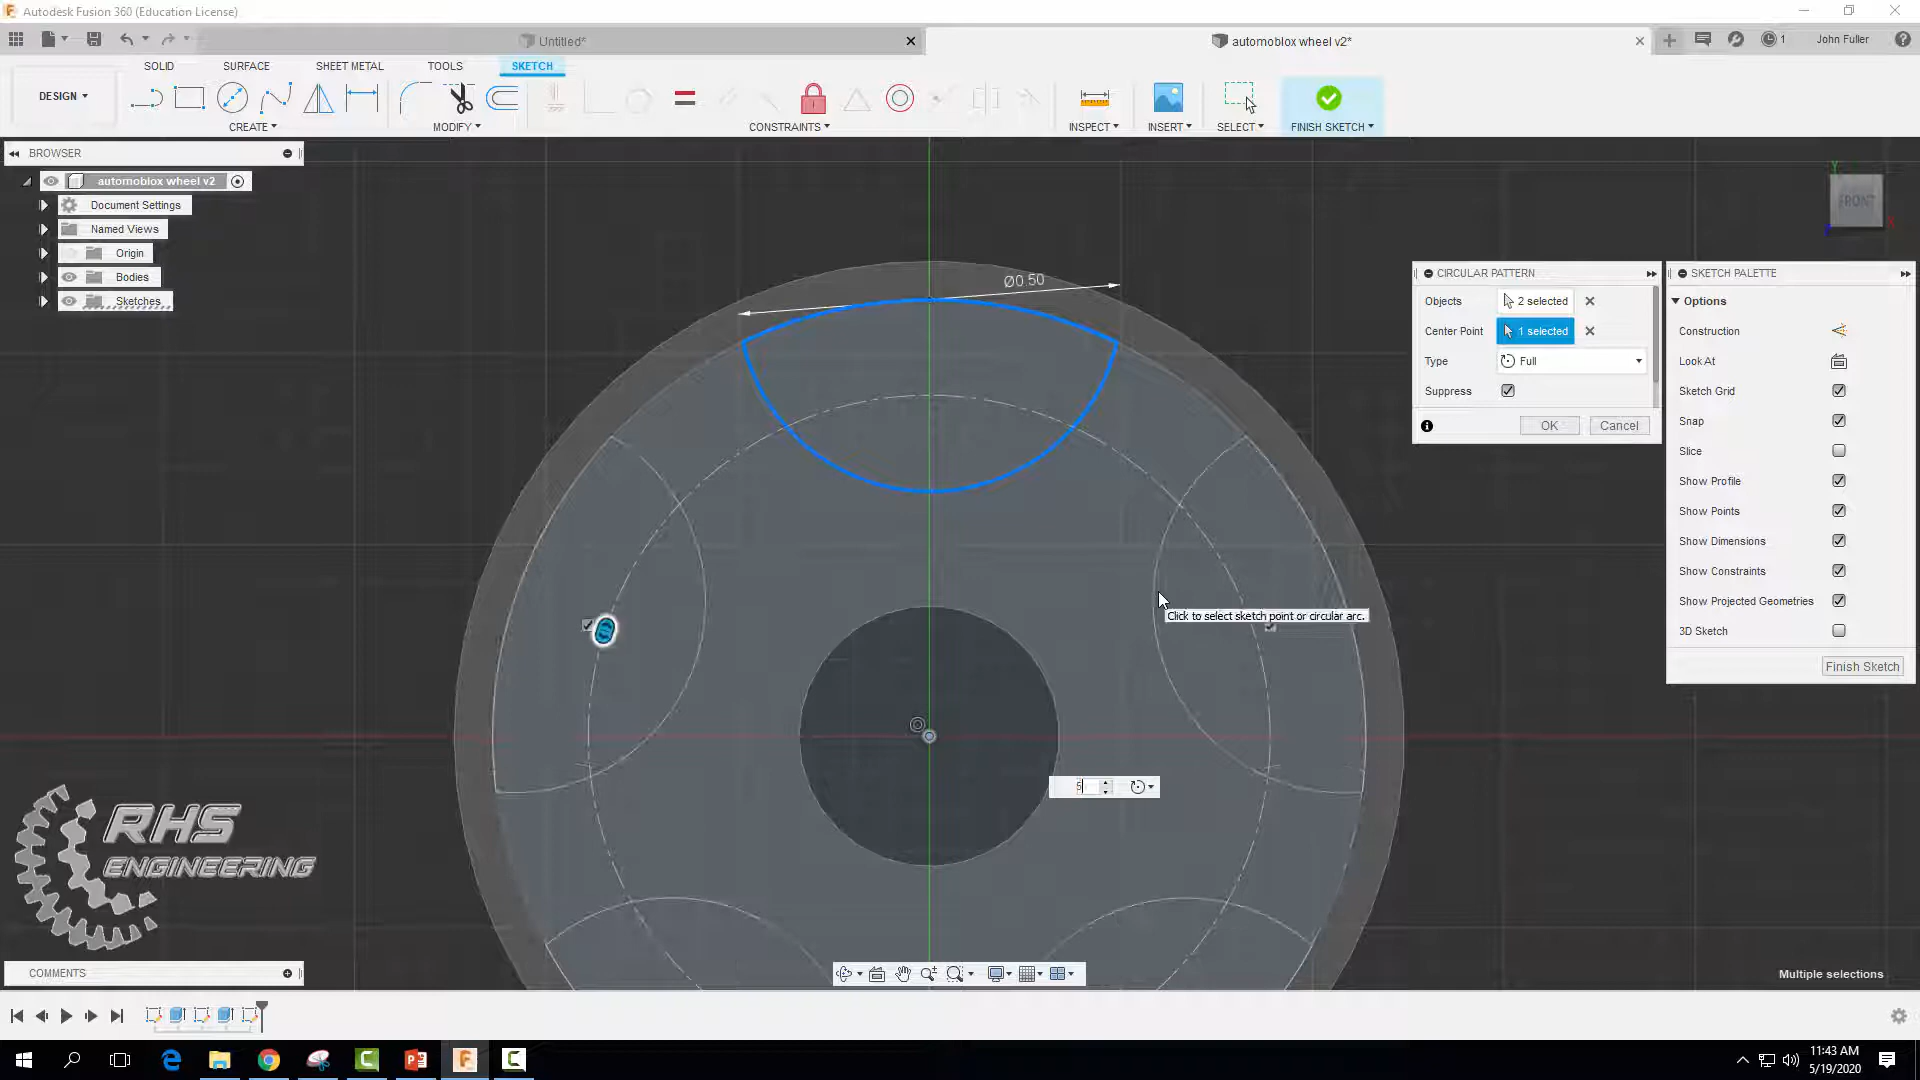 Autodesk Fusion 360 (Education License)
Untitled*
automoblox wheel v2*
1
John Fuller
SOLID
SURFACE
SHEET METAL
TOOLS
SKETCH
DESIGN
CREATE
MODIFY
CONSTRAINTS
INSPECT
INSERT
SELECT
FINISH SKETCH
BROWSER
automoblox wheel v2
Document Settings
Named Views
Origin
Bodies
Sketches
Y
FRONT
X
Z
Ø0.50
CIRCULAR PATTERN
Objects
2 selected
Center Point
1 selected
Type
Full
Suppress
OK
Cancel
SKETCH PALETTE
Options
Construction
Look At
Sketch Grid
Snap
Slice
Show Profile
Show Points
Show Dimensions
Show Constraints
Show Projected Geometries
3D Sketch
Finish Sketch
Click to select sketch point or circular arc.
5
RHS
ENGINEERING
COMMENTS
Multiple selections
11:43 AM
5/19/2020